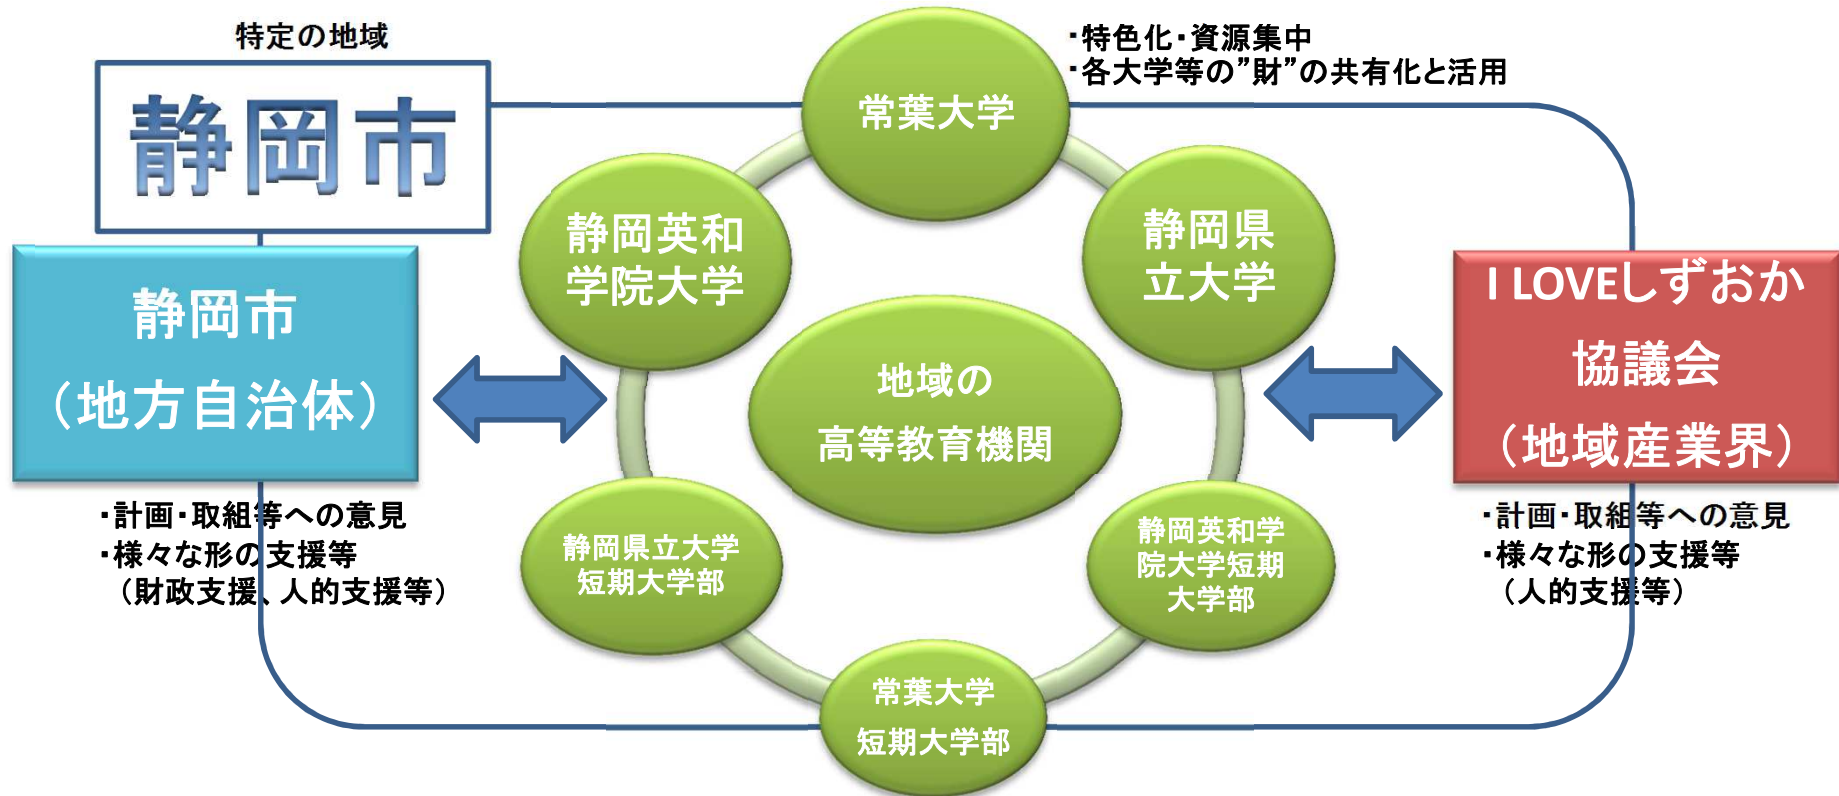 特定の地域
静岡市
静岡市
（地方自治体）
・計画・取組等への意見
・様々な形の支援等
（財政支援、人的支援等）
常葉大学
・特色化・資源集中
・各大学等の”財”の共有化と活用
静岡英和
学院大学
静岡県
立大学
地域の
高等教育機関
静岡県立大学
短期大学部
静岡英和学
院大学短期
大学部
常葉大学
短期大学部
I LOVEしずおか
協議会
（地域産業界）
・計画・取組等への意見
・様々な形の支援等
（人的支援等）